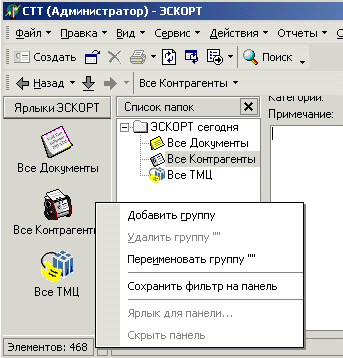 СТТ (Администратор) - ЭСКОРТ
Файл Правка Вид Сервис Действия Отчеты
Создать Поиск
Назад Все Контрагенты
Ярлыки ЭСКОРТ
Список папок
Категории:
Примечание:
ЭСКОРТ сегодня
Все Документы
Все Контрагенты
Все ТМЦ
Все Документы
Все Контрагенты
Все ТМЦ
Добавить группу
Удалить группу ""
Переименовать группу ""
Сохранить фильтр на панель
Ярлык для панели...
Скрыть панель
Элементов: 468